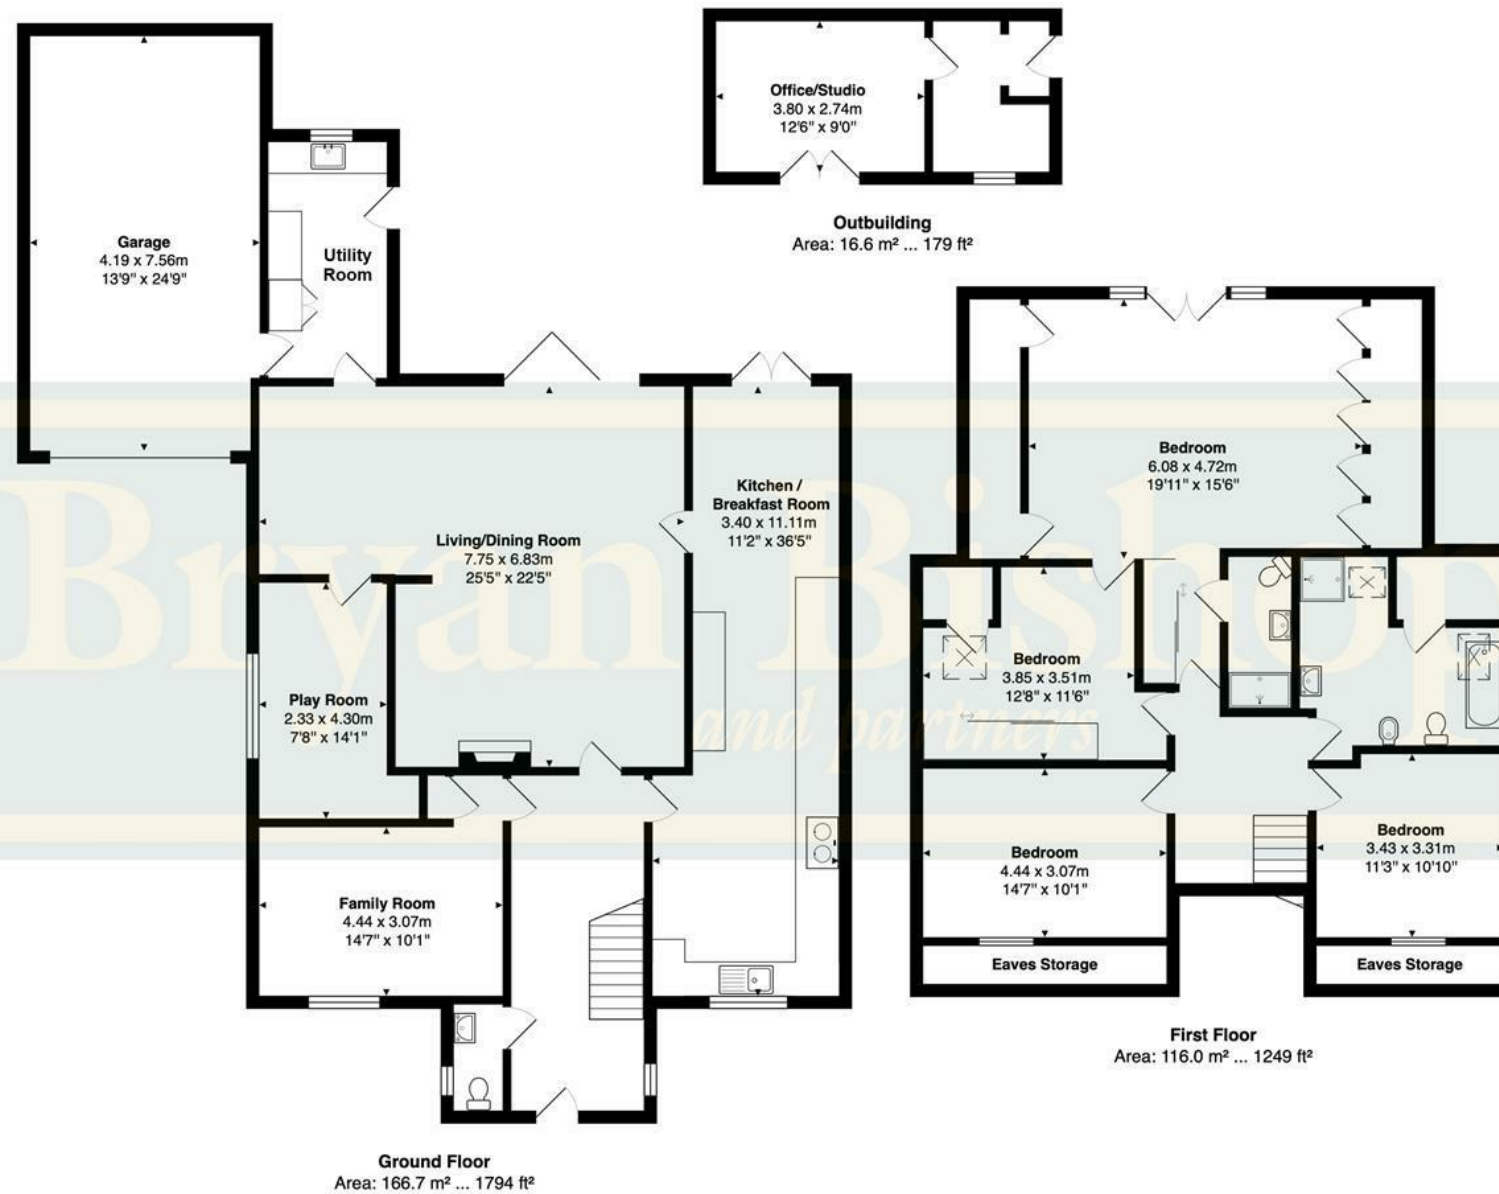 Office/Studio
3.80 x 2.74m
12'6" x 9'0"
Outbuilding
Area: 16.6 m² ... 179 ft²
Garage
4.19 x 7.56m
13'9" x 24'9"
Utility
Room
Living/Dining Room
7.75 x 6.83m
25'5" x 22'5"
Kitchen /
Breakfast Room
3.40 x 11.11m
11'2" x 36'5"
Play Room
2.33 x 4.30m
7'8" x 14'1"
Family Room
4.44 x 3.07m
14'7" x 10'1"
Ground Floor
Area: 166.7 m² ... 1794 ft²
Bedroom
6.08 x 4.72m
19'11" x 15'6"
Bedroom
3.85 x 3.51m
12'8" x 11'6"
Bedroom
4.44 x 3.07m
14'7" x 10'1"
Bedroom
3.43 x 3.31m
11'3" x 10'10"
Eaves Storage
Eaves Storage
First Floor
Area: 116.0 m² ... 1249 ft²
Bryan Bishop
and partners